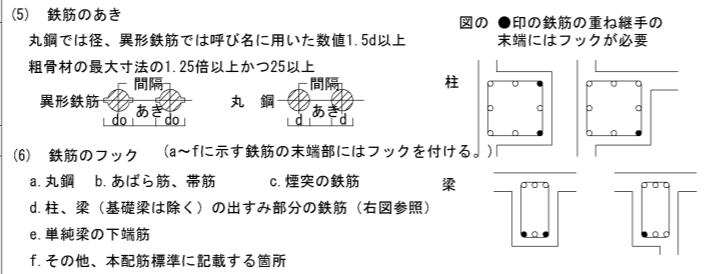 (5) 鉄筋のあき
丸鋼では径、異形鉄筋では呼び名に用いた数値1.5d以上
粗骨材の最大寸法の1.25倍以上かつ25以上
間隔
間隔
異形鉄筋
あき
丸 鋼
あき
do
do
d
d
(6) 鉄筋のフック (a〜fに示す鉄筋の末端部にはフックを付ける。)
a.丸鋼 b.あばら筋、帯筋 c.煙突の鉄筋
d.柱、梁（基礎梁は除く）の出すみ部分の鉄筋（右図参照）
e.単純梁の下端筋
f.その他、本配筋標準に記載する箇所
図の ●印の鉄筋の重ね継手の
末端にはフックが必要
柱
梁